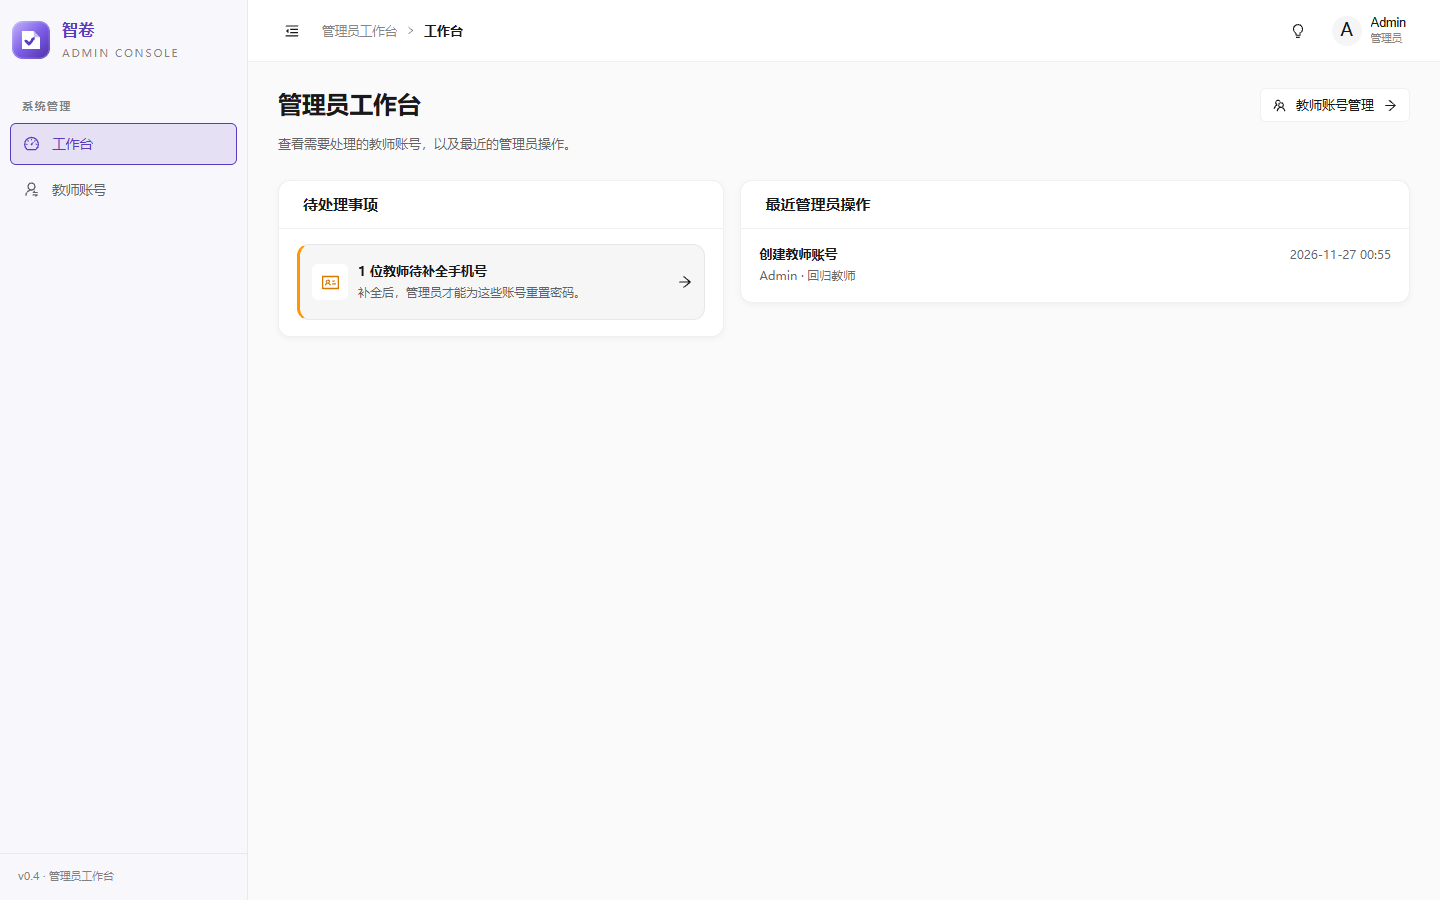 智卷
ADMIN CONSOLE
系统管理
工作台
教师账号
v0.4 · 管理员工作台
管理员工作台 > 工作台
A
Admin
管理员
管理员工作台
查看需要处理的教师账号，以及最近的管理员操作。
教师账号管理
待处理事项
1 位教师待补全手机号
补全后，管理员才能为这些账号重置密码。
最近管理员操作
创建教师账号
2026-11-27 00:55
Admin · 回归教师